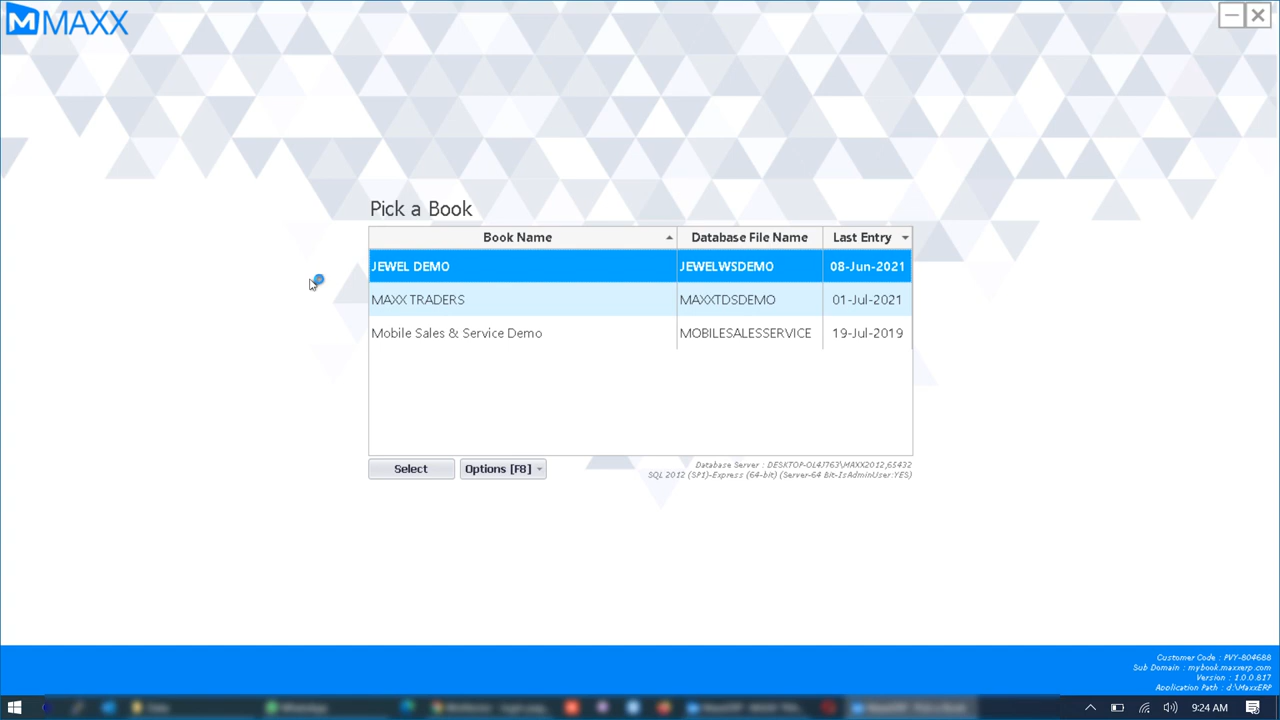 MAXX
Pick a Book
Book Name Database File Name Last Entry
JEWEL DEMO JEWELWSDEMO 08-Jun-2021
MAXX TRADERS MAXXTDSDEMO 01-Jul-2021
Mobile Sales & Service Demo MOBILESALESSERVICE 19-Jul-2019
Select Options [F8]
Database Server : DESKTOP-OL4J763\MAXX2012,65432
SQL 2012 (SP1)-Express (64-bit) (Server-64 Bit-IsAdminUser:YES)
Customer Code : PVY-804688
Sub Domain : mybook.maxxerp.com
Version : 1.0.0.817
Application Path : d:\MaxxERP
9:24 AM